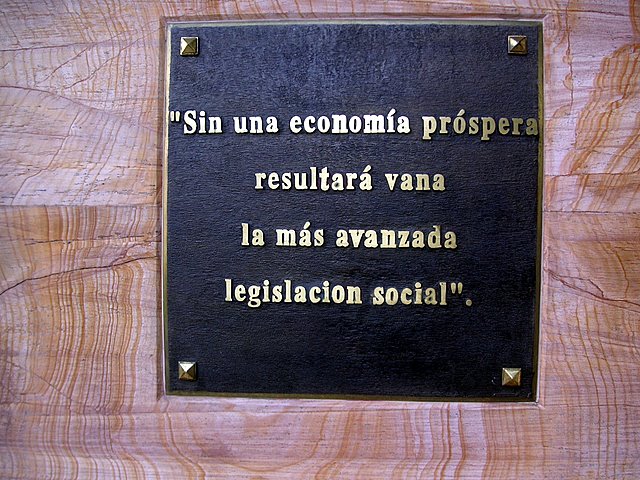 "Sin una economía próspera
resultará vana
la más avanzada
legislacion social".